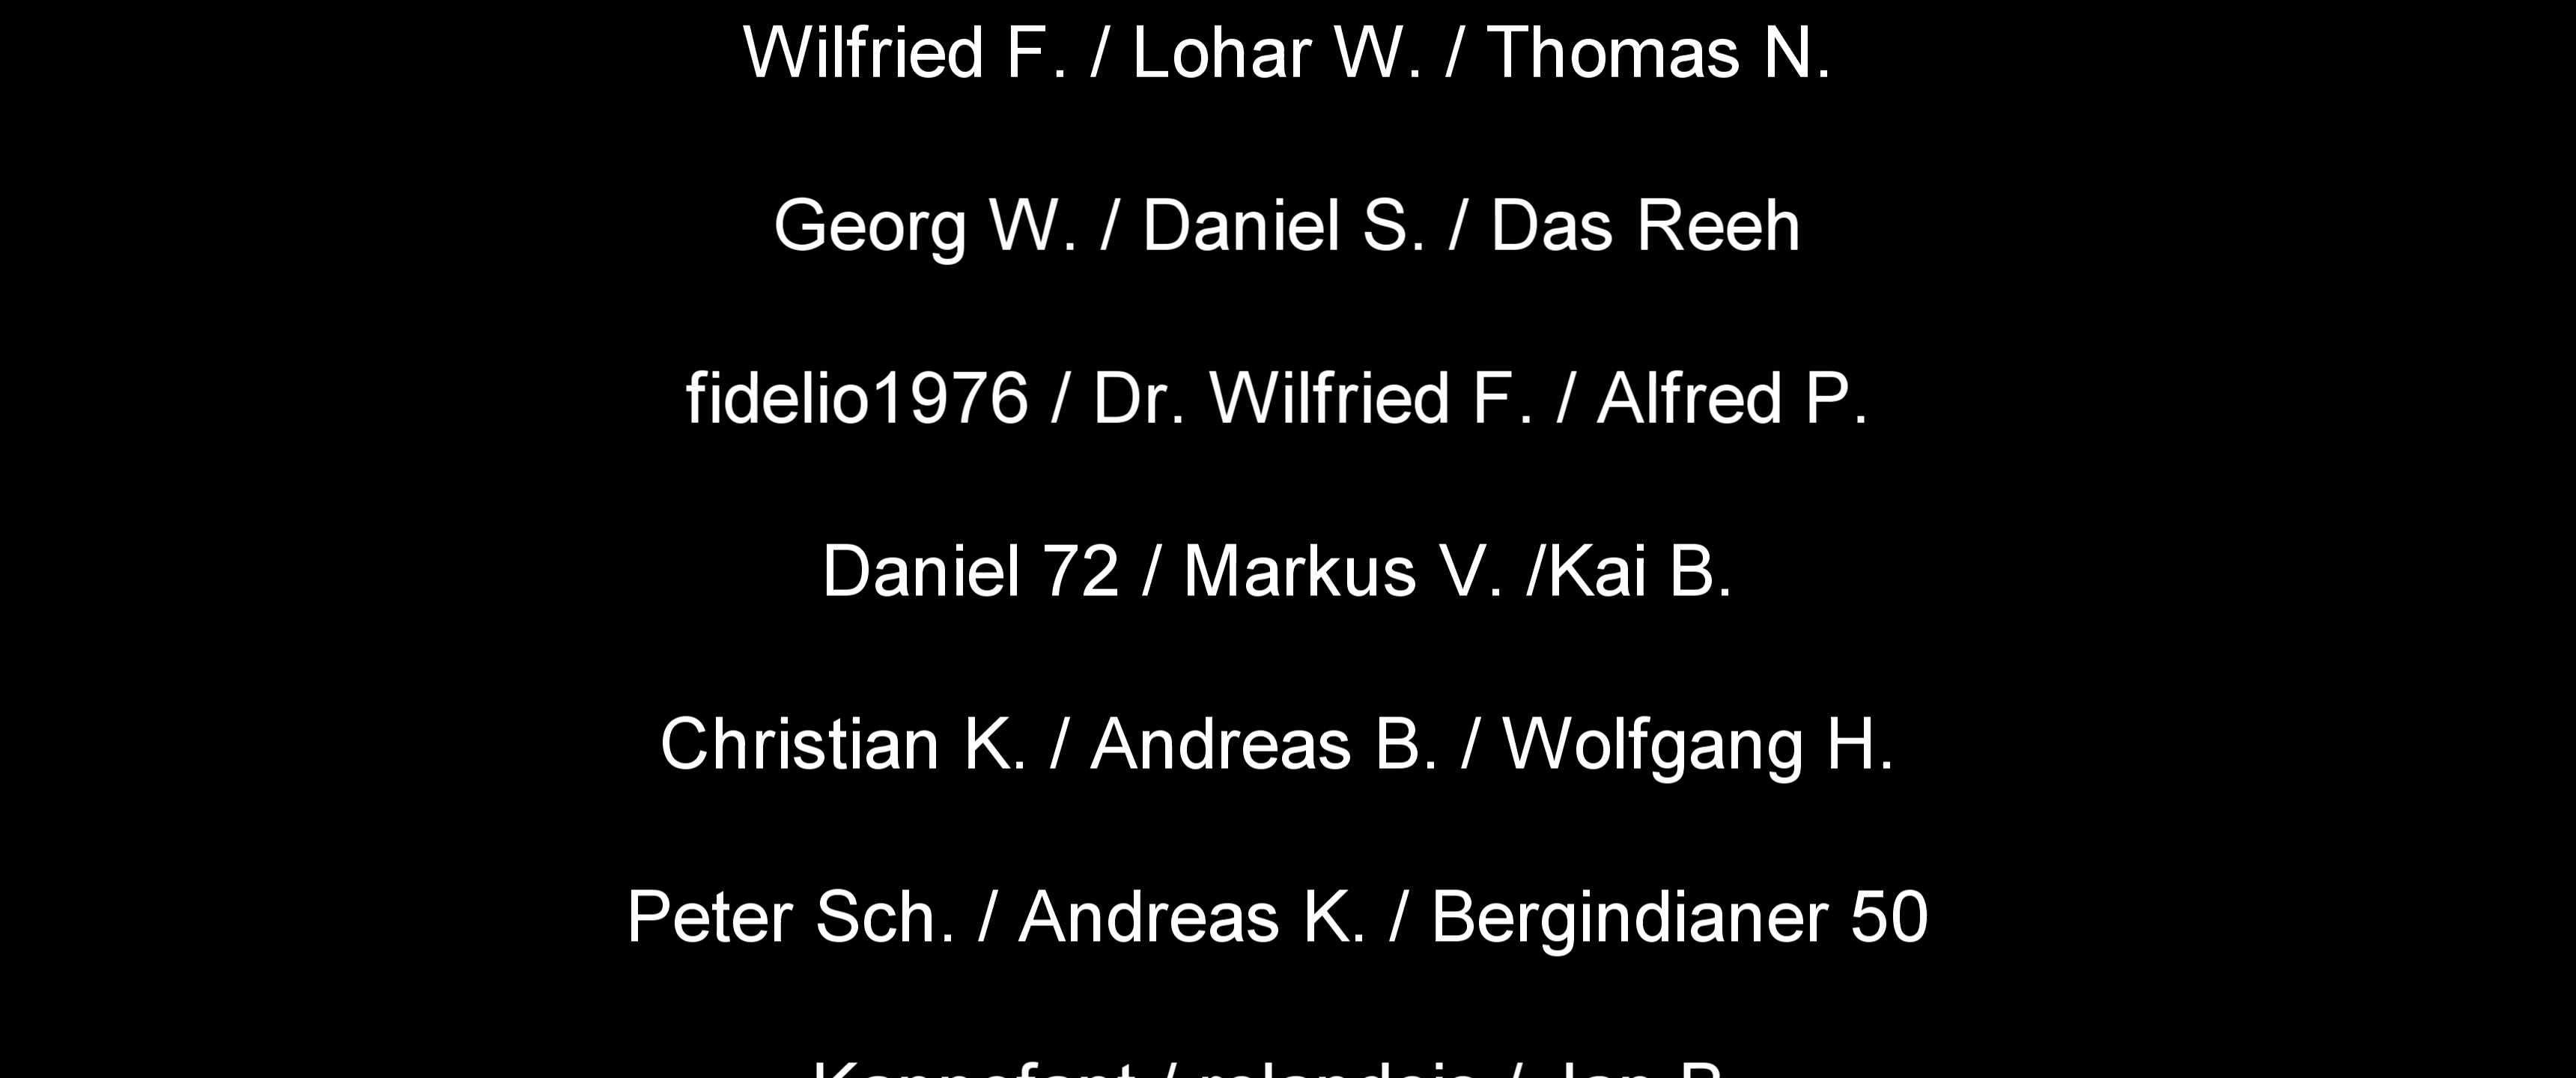 Wilfried F. / Lohar W. / Thomas N.
Georg W. / Daniel S. / Das Reeh
fidelio1976 / Dr. Wilfried F. / Alfred P.
Daniel 72 / Markus V. /Kai B.
Christian K. / Andreas B. / Wolfgang H.
Peter Sch. / Andreas K. / Bergindianer 50